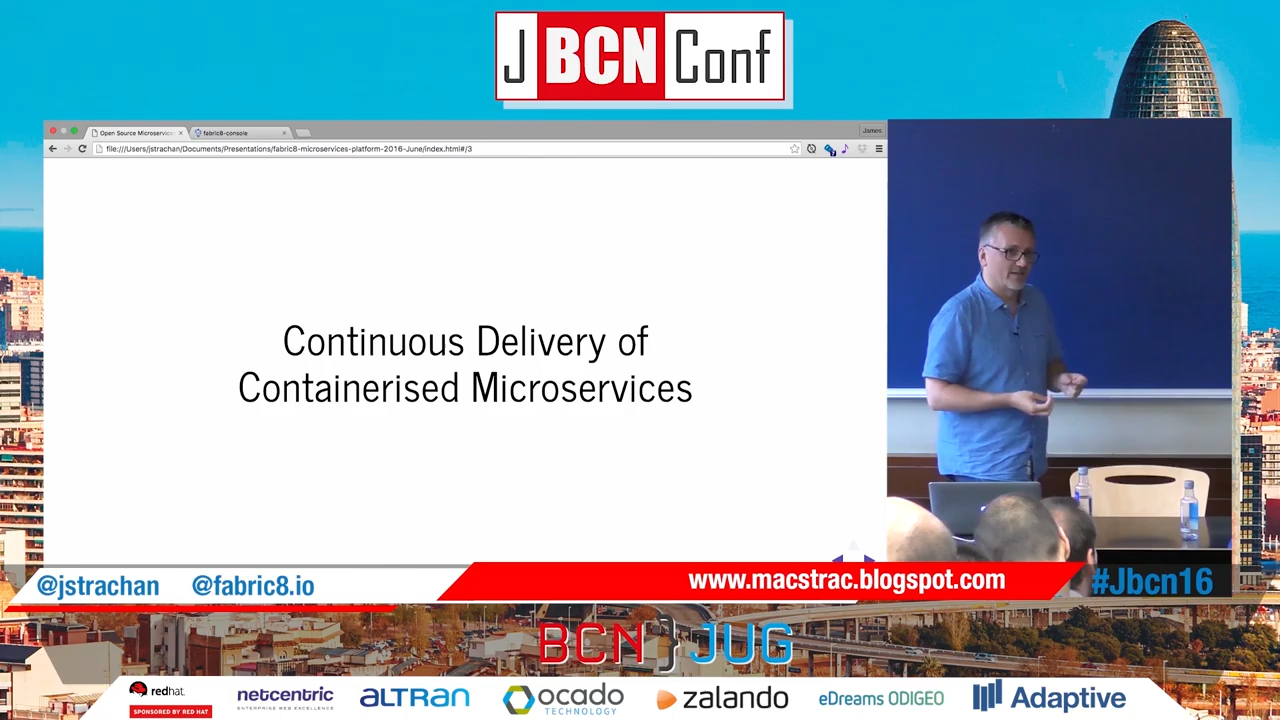 J BCN Conf
Open Source Microservices
fabric8-console
James
file:///Users/jstrachan/Documents/Presentations/fabric8-microservices-platform-2016-June/index.html#/3
Continuous Delivery of
Containerised Microservices
@jstrachan @fabric8.io
www.macstrac.blogspot.com
#Jbcn16
BCN } JUG
redhat.
SPONSORED BY RED HAT
netcentric
ENTERPRISE WEB EXCELLENCE
ALTRAN
ocado
TECHNOLOGY
zalando
eDreams ODIGEO
Adaptive